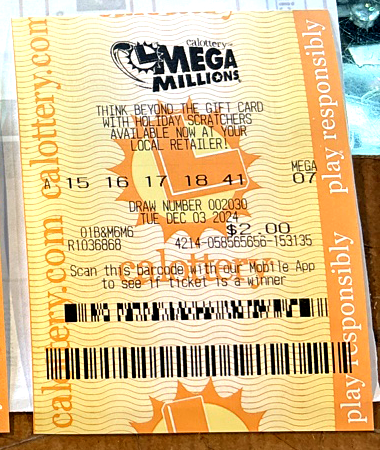 calottery
MEGA
MILLIONS
THINK BEYOND THE GIFT CARD
WITH HOLIDAY SCRATCHERS
AVAILABLE NOW AT YOUR
LOCAL RETAILER!
MEGA
A 15 16 17 18 41 07
DRAW NUMBER 002030
TUE DEC 03 2024
01B&M6M6 $2.00
R1036868 4214-058565656-153135
Scan this barcode with our Mobile App
to see if ticket is a winner
calottery
calottery.com calottery.com
play responsibly play responsibly